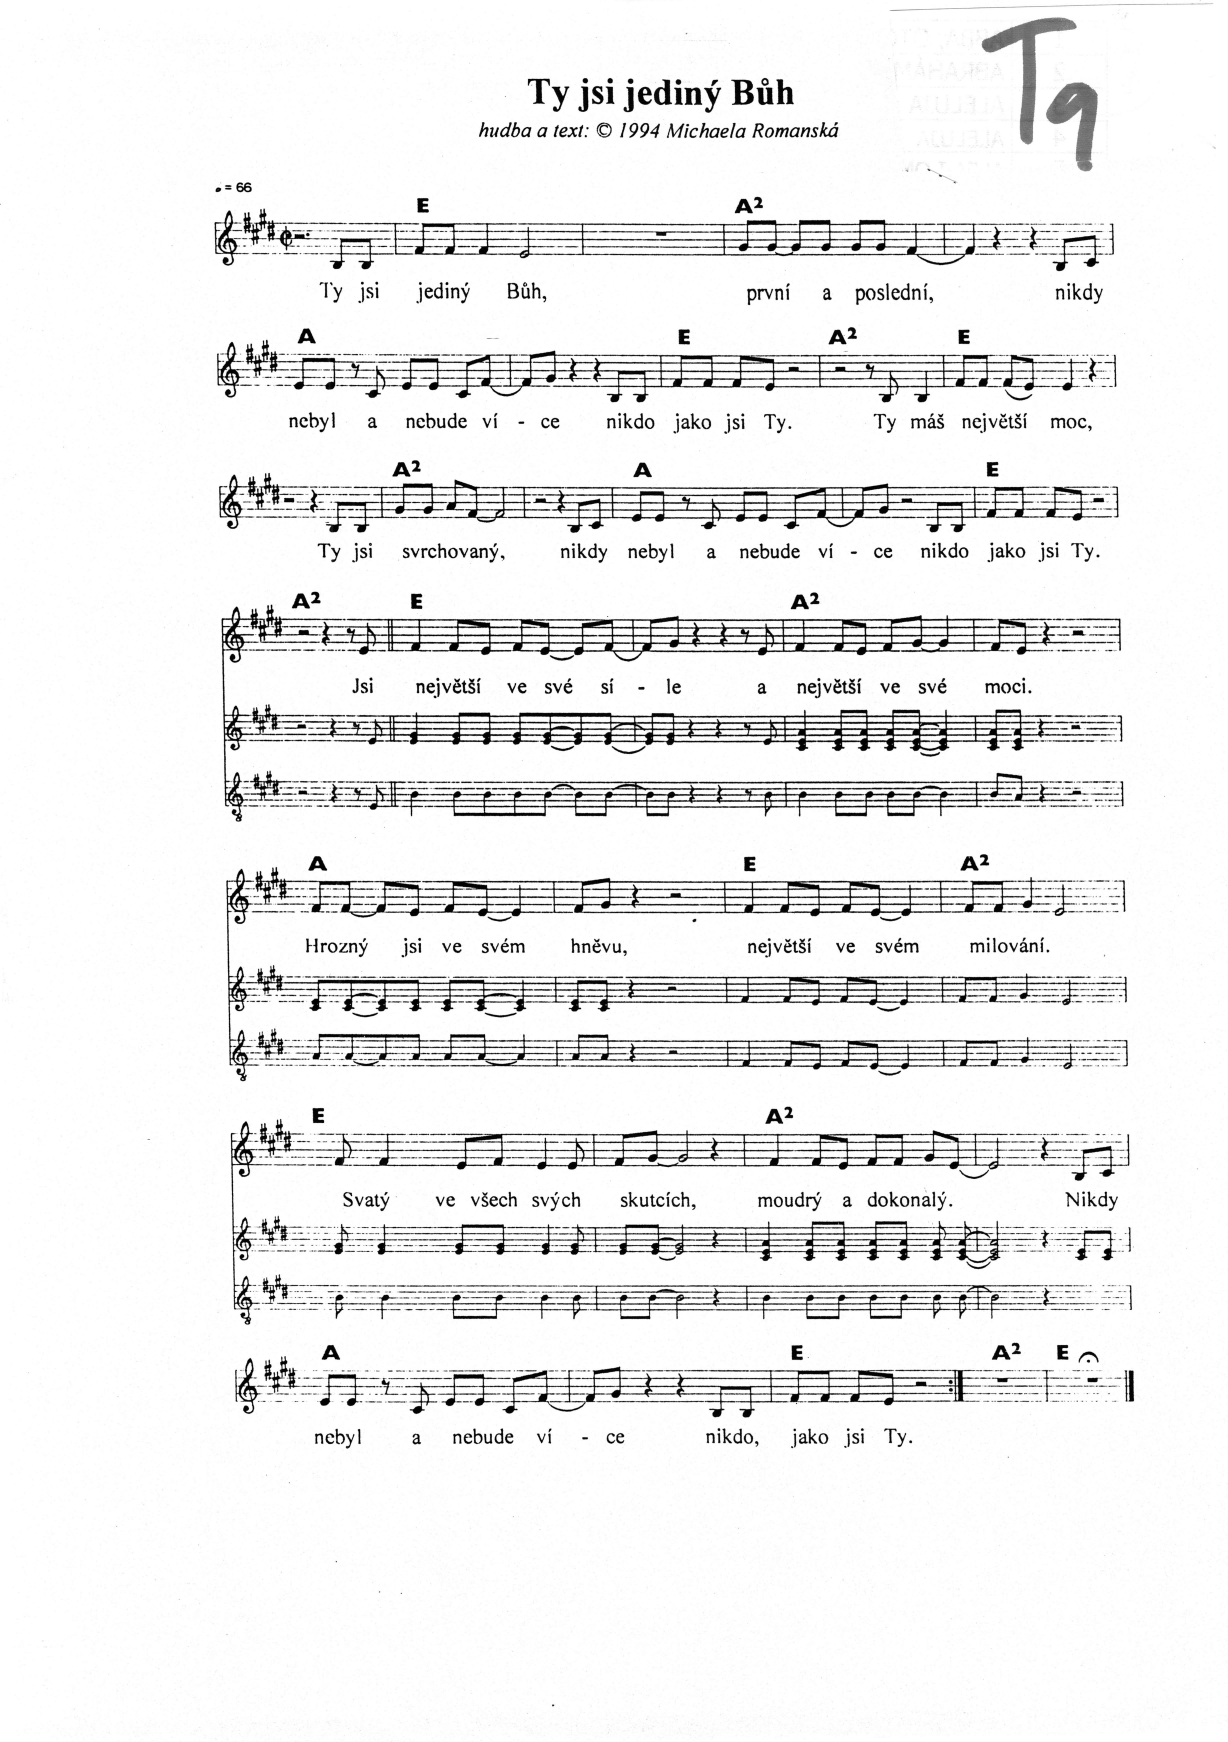 T9
Ty jsi jediný Bůh
hudba a text: © 1994 Michaela Romanská
= 66
E A2
Ty jsi jediný Bůh, první a poslední, nikdy
A E A2 E
nebyl a nebude ví - ce nikdo jako jsi Ty. Ty máš největší moc,
A2 A E
Ty jsi svrchovaný, nikdy nebyl a nebude ví - ce nikdo jako jsi Ty.
A2 E A2
Jsi největší ve své sí - le a největší ve své moci.
A E A2
Hrozný jsi ve svém hněvu, největší ve svém milování.
E A2
Svatý ve všech svých skutcích, moudrý a dokonalý. Nikdy
A E A2 E
nebyl a nebude ví - ce nikdo, jako jsi Ty.